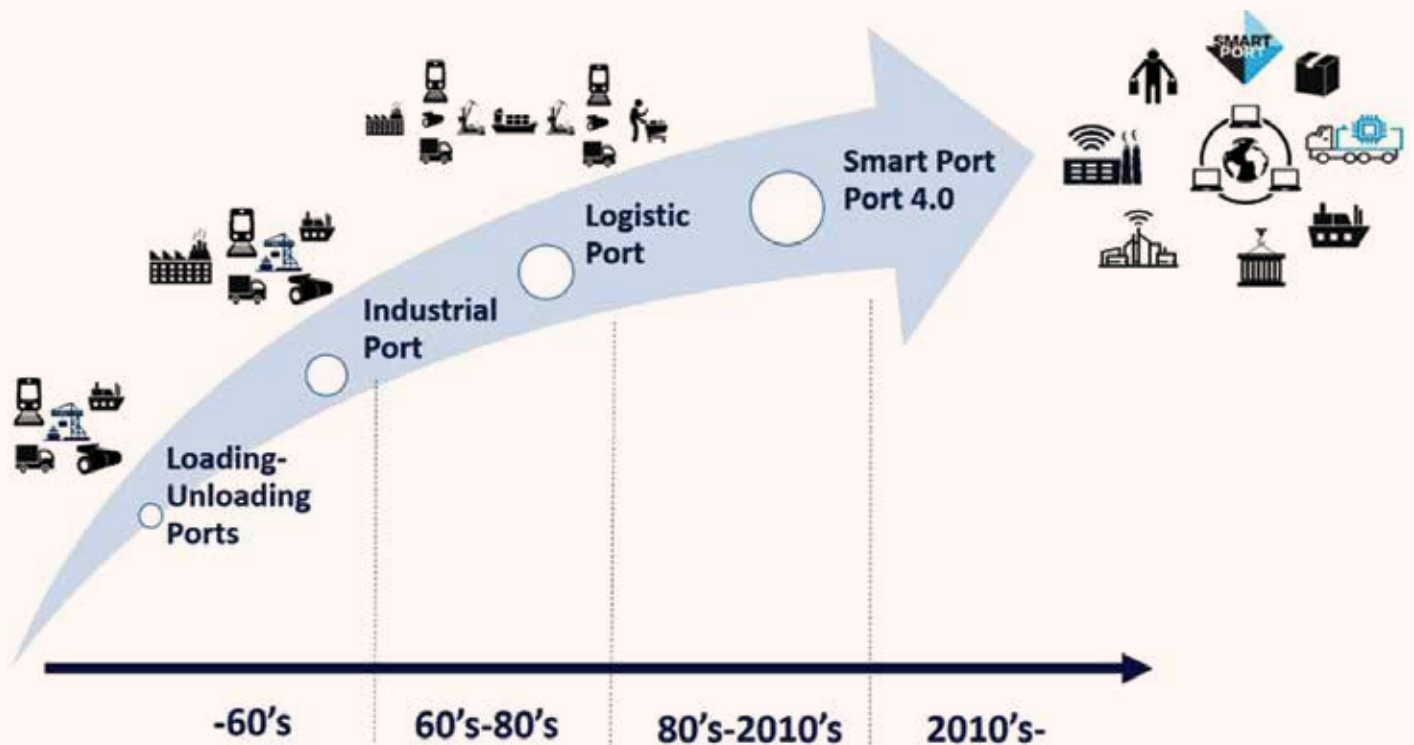 SMART
PORT
Smart Port
Port 4.0
Logistic
Port
Industrial
Port
Loading-
Unloading
Ports
-60's
60's-80's
80's-2010's
2010's-